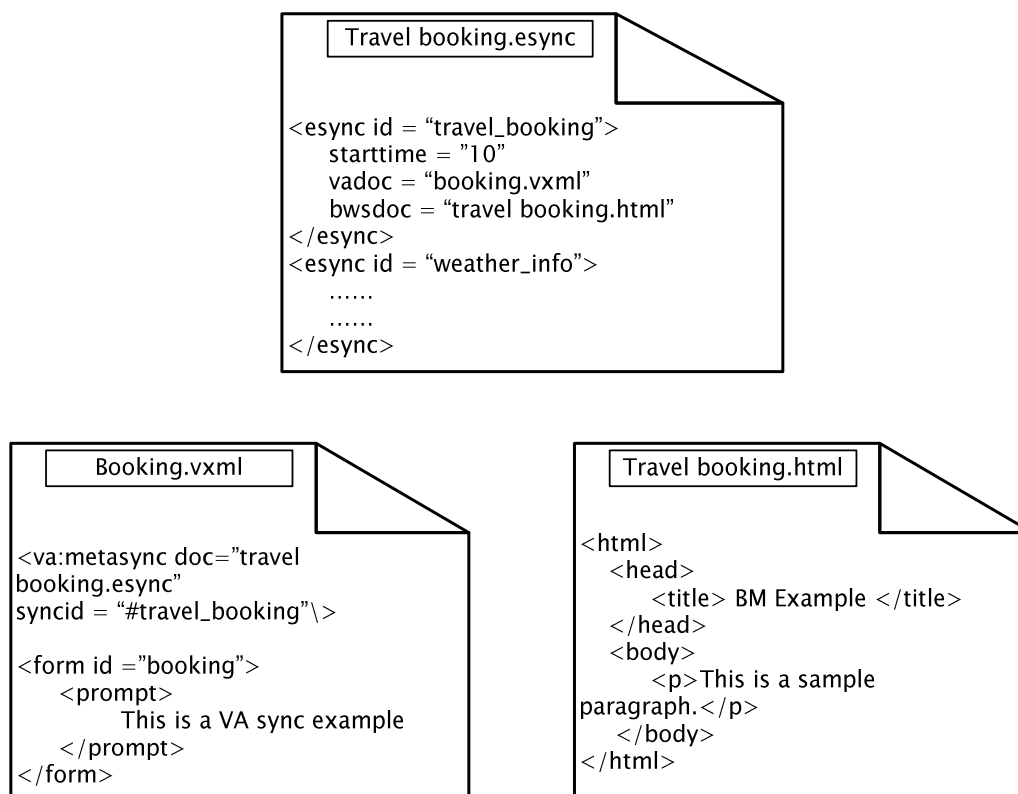 Travel booking.esync
<esync id = “travel_booking”>
starttime = ”10”
vadoc = “booking.vxml”
bwsdoc = “travel booking.html”
</esync>
<esync id = “weather_info”>
......
......
</esync>
Booking.vxml
<va:metasync doc=”travel
booking.esync”
syncid = “#travel_booking”\>
<form id =”booking”>
<prompt>
This is a VA sync example
</prompt>
</form>
Travel booking.html
<html>
<head>
<title> BM Example </title>
</head>
<body>
<p>This is a sample
paragraph.</p>
</body>
</html>